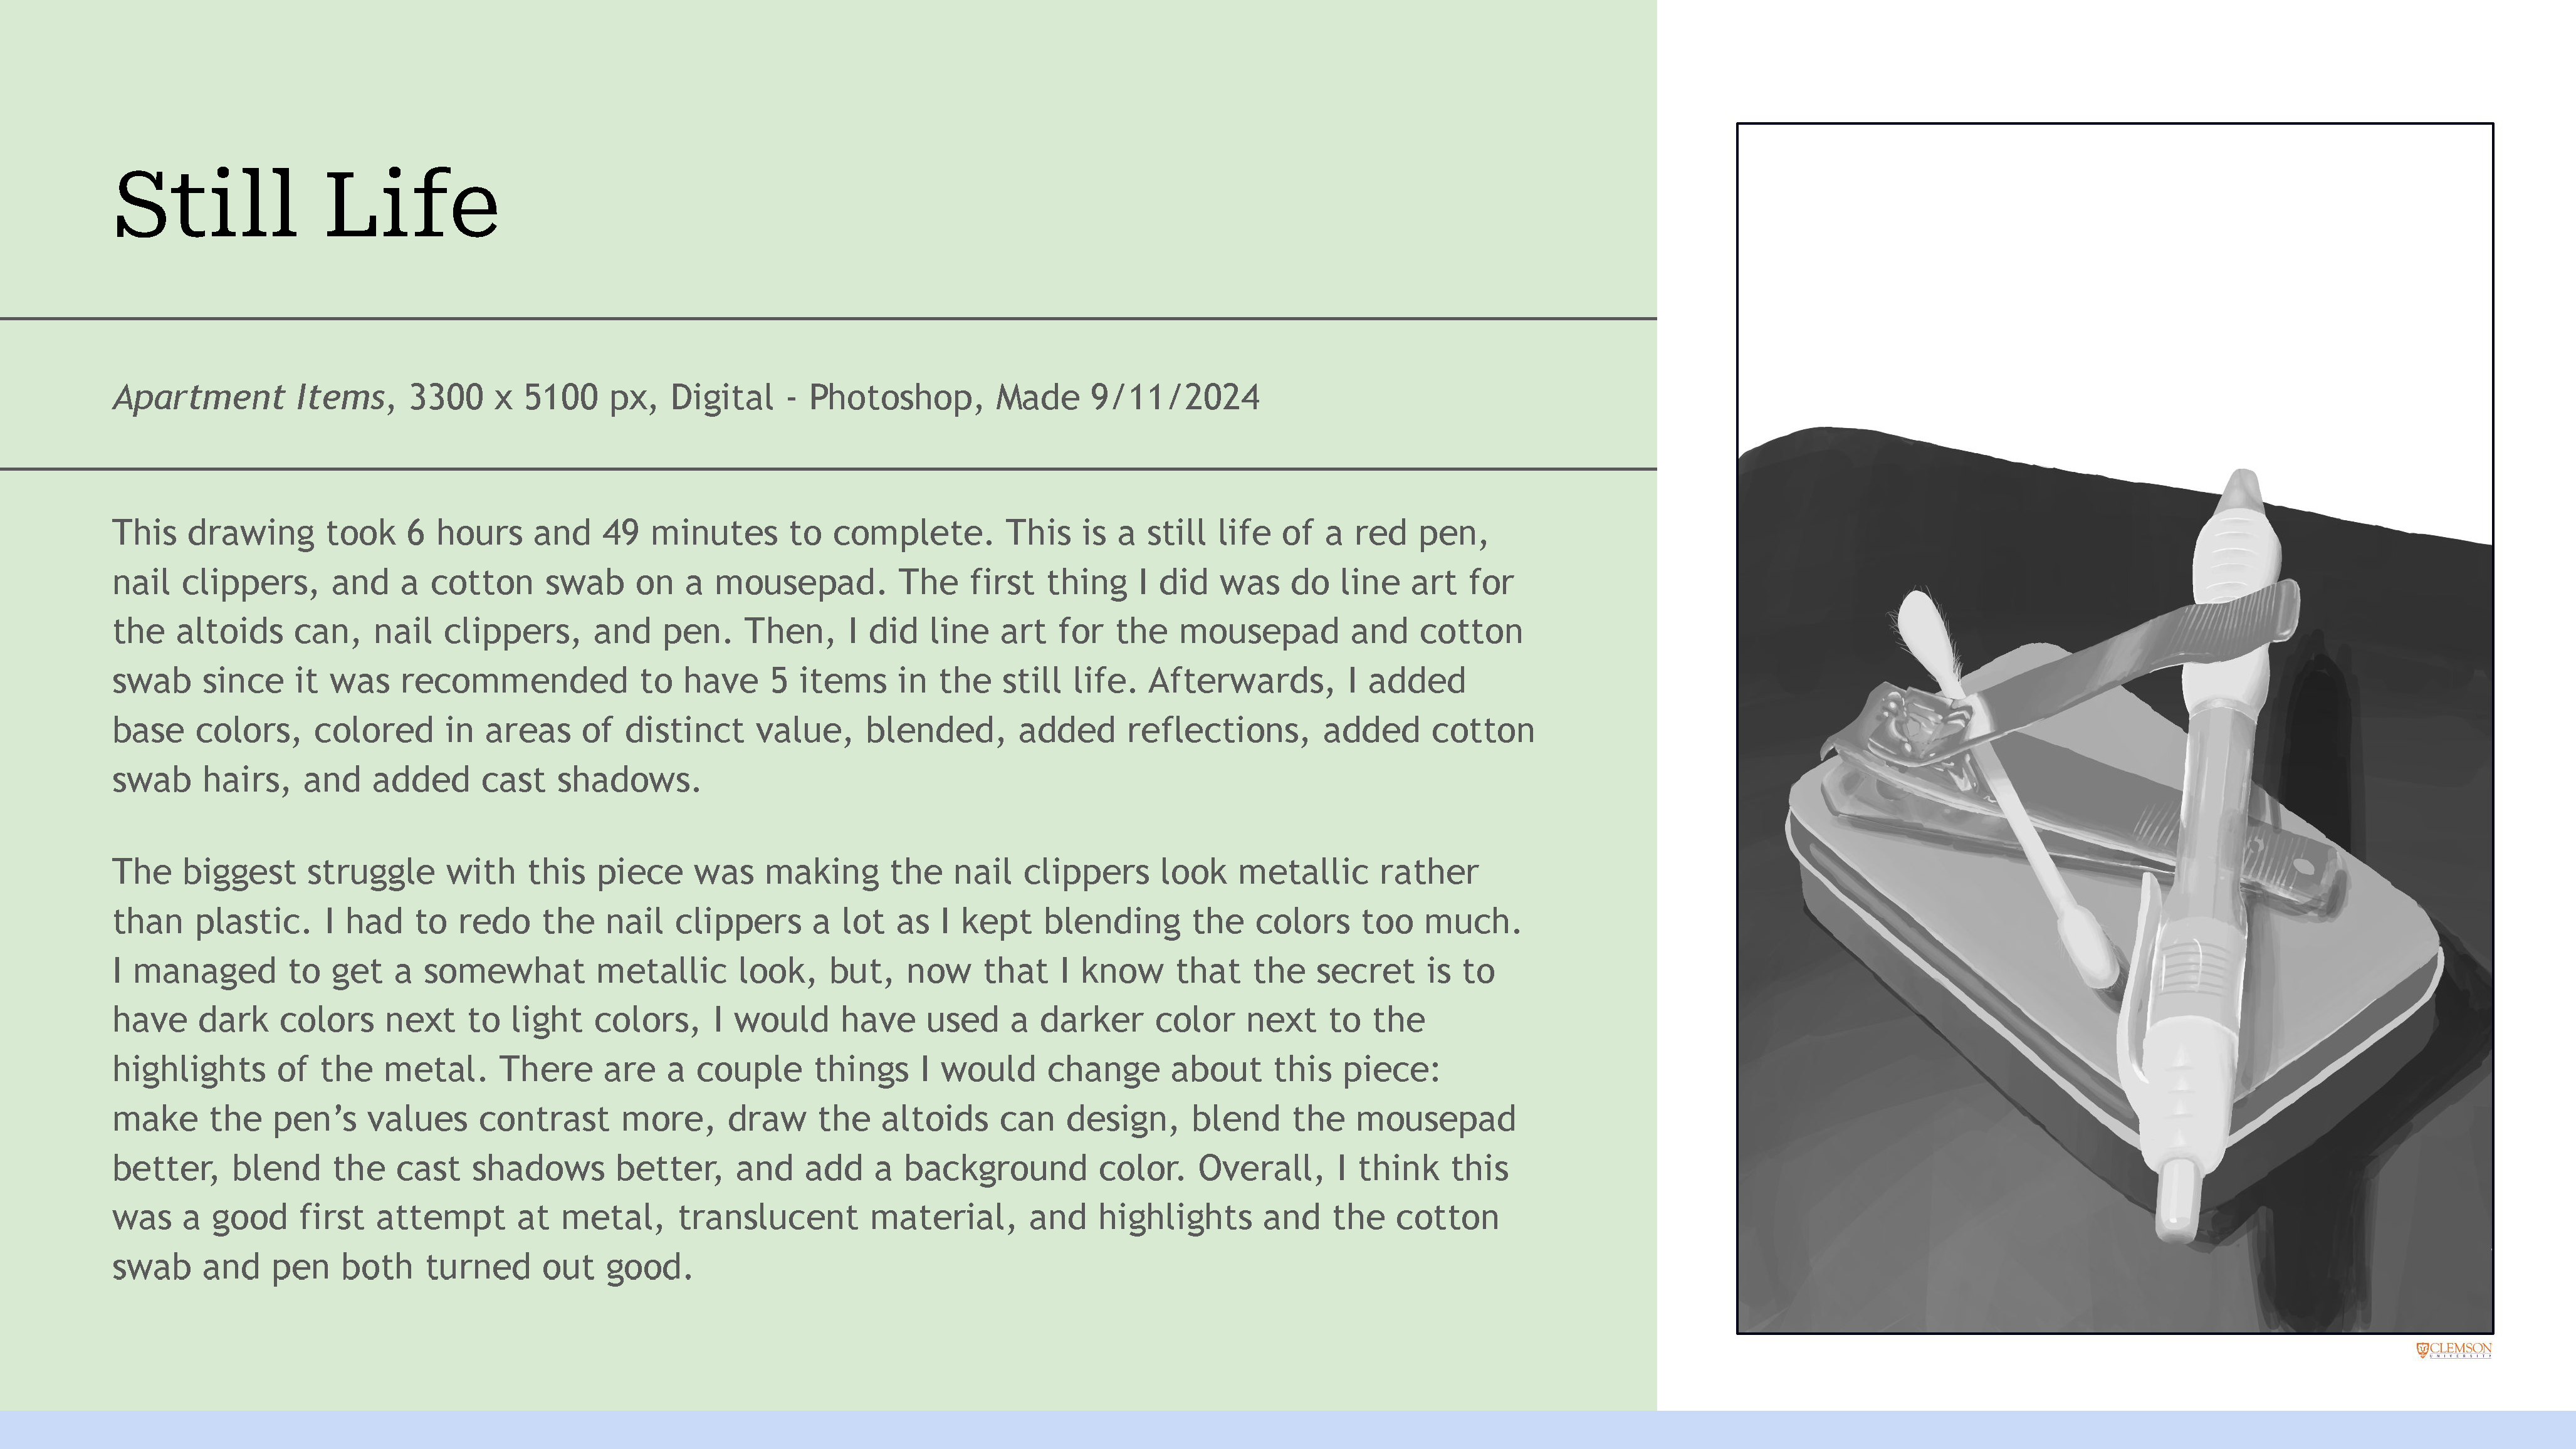 Still Life
Apartment Items, 3300 x 5100 px, Digital - Photoshop, Made 9/11/2024
This drawing took 6 hours and 49 minutes to complete. This is a still life of a red pen,
nail clippers, and a cotton swab on a mousepad. The first thing I did was do line art for
the altoids can, nail clippers, and pen. Then, I did line art for the mousepad and cotton
swab since it was recommended to have 5 items in the still life. Afterwards, I added
base colors, colored in areas of distinct value, blended, added reflections, added cotton
swab hairs, and added cast shadows.
The biggest struggle with this piece was making the nail clippers look metallic rather
than plastic. I had to redo the nail clippers a lot as I kept blending the colors too much.
I managed to get a somewhat metallic look, but, now that I know that the secret is to
have dark colors next to light colors, I would have used a darker color next to the
highlights of the metal. There are a couple things I would change about this piece:
make the pen’s values contrast more, draw the altoids can design, blend the mousepad
better, blend the cast shadows better, and add a background color. Overall, I think this
was a good first attempt at metal, translucent material, and highlights and the cotton
swab and pen both turned out good.
CLEMSON
UNIVERSITY